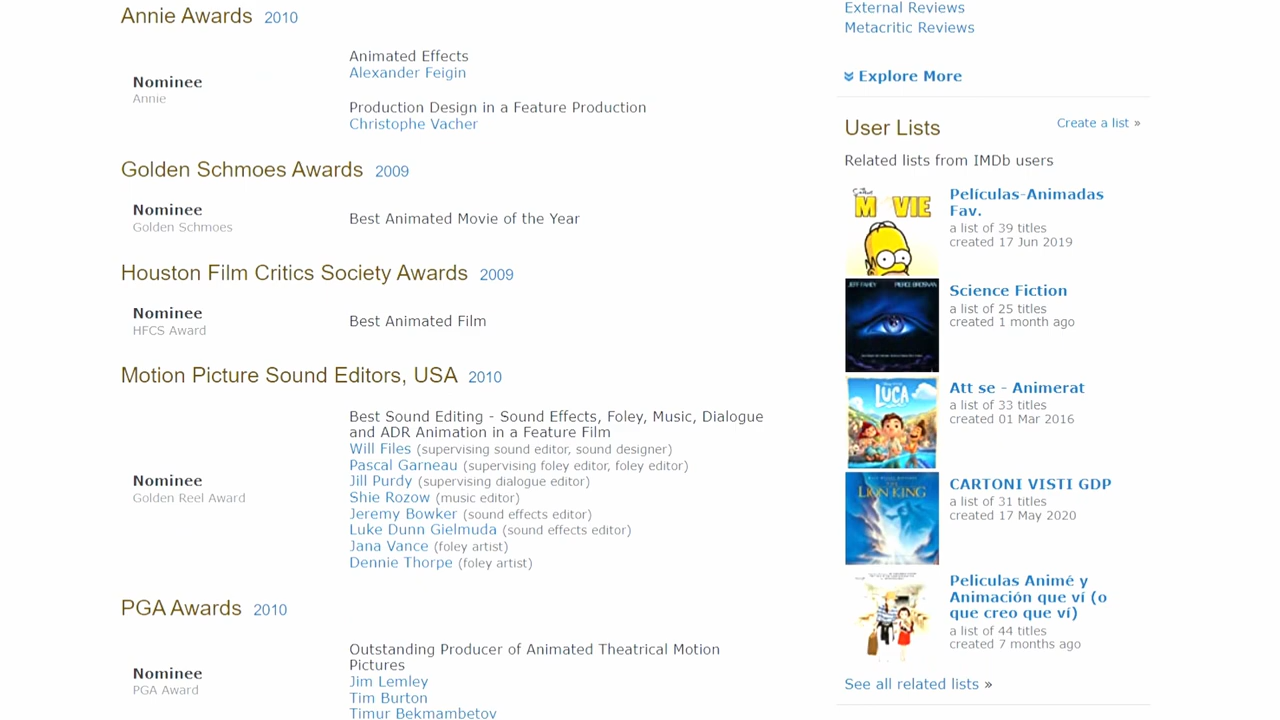 Annie Awards 2010
Nominee
Annie
Animated Effects
Alexander Feigin
Production Design in a Feature Production
Christophe Vacher
Golden Schmoes Awards 2009
Nominee
Golden Schmoes
Best Animated Movie of the Year
Houston Film Critics Society Awards 2009
Nominee
HFCS Award
Best Animated Film
Motion Picture Sound Editors, USA 2010
Nominee
Golden Reel Award
Best Sound Editing - Sound Effects, Foley, Music, Dialogue
and ADR Animation in a Feature Film
Will Files (supervising sound editor, sound designer)
Pascal Garneau (supervising foley editor, foley editor)
Jill Purdy (supervising dialogue editor)
Shie Rozow (music editor)
Jeremy Bowker (sound effects editor)
Luke Dunn Gielmuda (sound effects editor)
Jana Vance (foley artist)
Dennie Thorpe (foley artist)
PGA Awards 2010
Nominee
PGA Award
Outstanding Producer of Animated Theatrical Motion
Pictures
Jim Lemley
Tim Burton
Timur Bekmambetov
External Reviews
Metacritic Reviews
Explore More
User Lists
Create a list »
Related lists from IMDb users
M VIE
Películas-Animadas
Fav.
a list of 39 titles
created 17 Jun 2019
JEFF FAHEY PIERCE BROSNAN
Science Fiction
a list of 25 titles
created 1 month ago
LUCA
Att se - Animerat
a list of 33 titles
created 01 Mar 2016
THE
LION KING
CARTONI VISTI GDP
a list of 31 titles
created 17 May 2020
Peliculas Animé y
Animación que ví (o
que creo que ví)
a list of 44 titles
created 7 months ago
See all related lists »